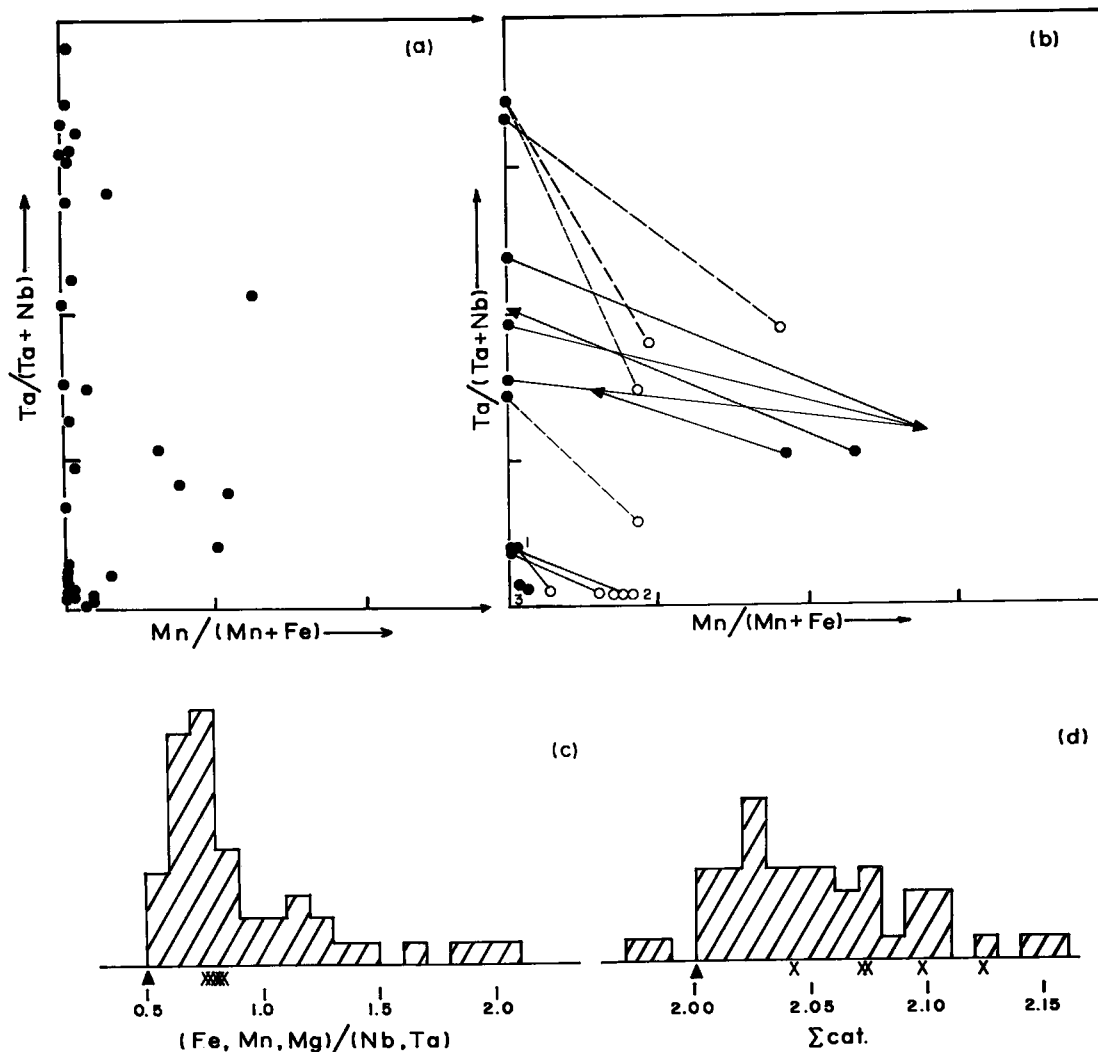 (a)
Ta/(Ta+Nb)
Mn/(Mn+Fe)
(b)
Ta/(Ta+Nb)
1
2
3
Mn/(Mn+Fe)
(c)
0.5 1.0 1.5 2.0
(Fe,Mn,Mg)/(Nb,Ta)
(d)
XXXX
X X X X X
2.00 2.05 2.10 2.15
Σcat.